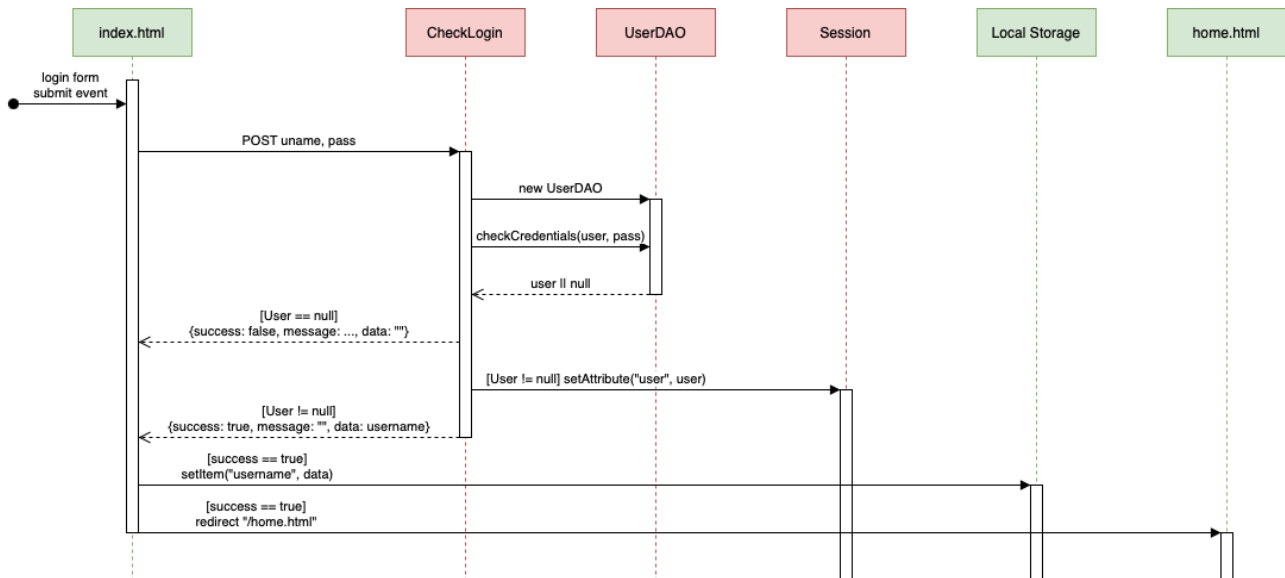 index.html
CheckLogin
UserDAO
Session
Local Storage
home.html
login form
submit event
POST uname, pass
new UserDAO
checkCredentials(user, pass)
user || null
[User == null]
{success: false, message: ..., data: ""}
[User != null] setAttribute("user", user)
[User != null]
{success: true, message: "", data: username}
[success == true]
setItem("username", data)
[success == true]
redirect "/home.html"